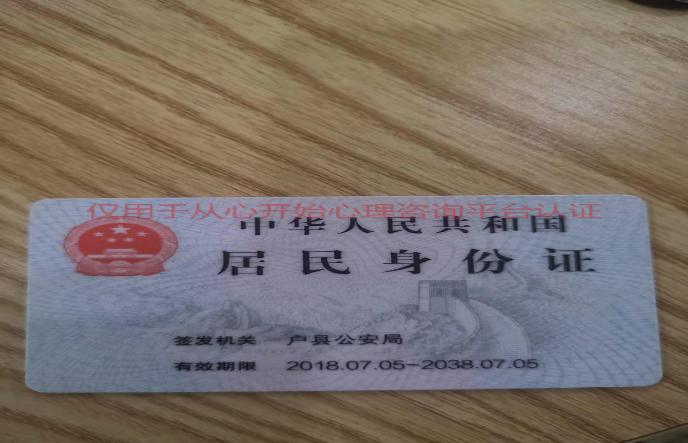 仅用于从心开始心理咨询平台认证
中华人民共和国
居民身份证
签发机关 户县公安局
有效期限 2018.07.05-2038.07.05